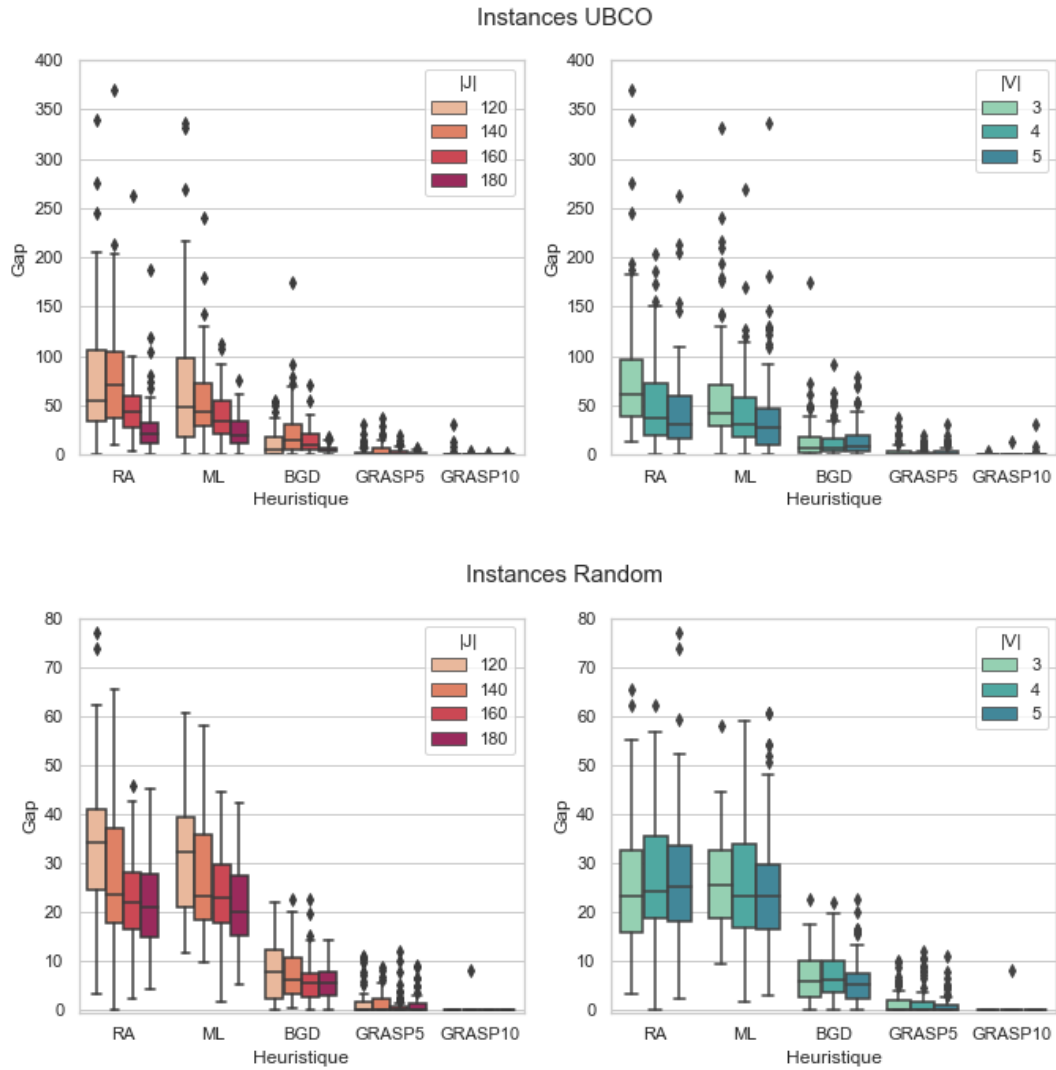 Instances UBCO
400
350
300
250
200
150
100
50
0
Gap
|J|
120
140
160
180
RA ML BGD GRASP5 GRASP10
Heuristique
400
350
300
250
200
150
100
50
0
Gap
|V|
3
4
5
RA ML BGD GRASP5 GRASP10
Heuristique
Instances Random
80
70
60
50
40
30
20
10
0
Gap
|J|
120
140
160
180
RA ML BGD GRASP5 GRASP10
Heuristique
80
70
60
50
40
30
20
10
0
Gap
|V|
3
4
5
RA ML BGD GRASP5 GRASP10
Heuristique